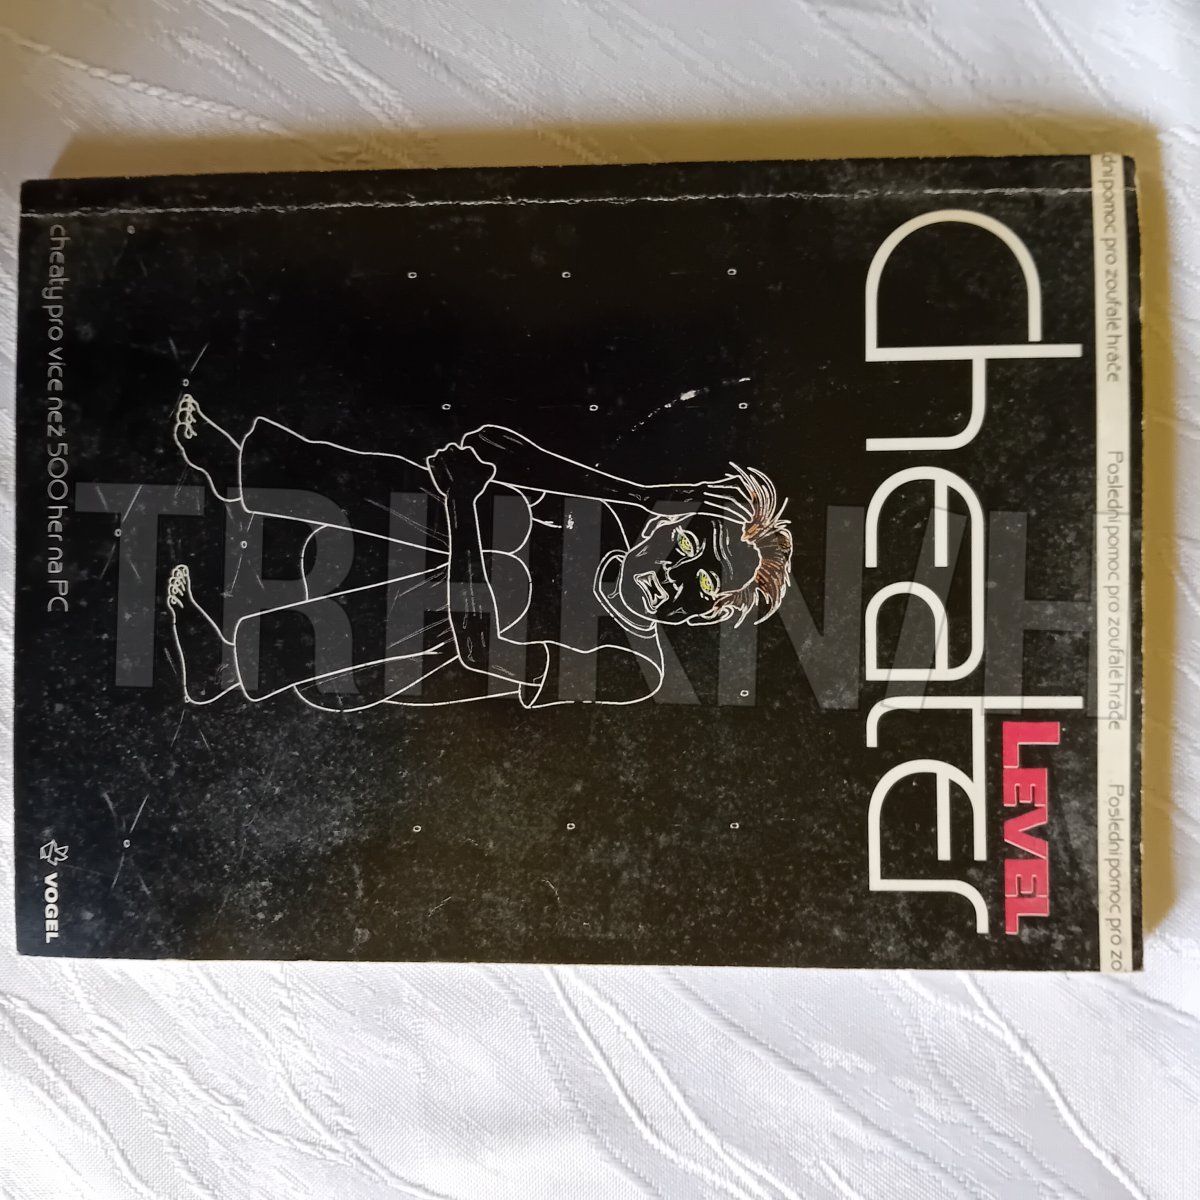 dní pomoc pro zoufalé hráče Poslední pomoc pro zoufalé hráče Poslední pomoc pro zo
LEVEL
cheater
cheaty pro více než 500 her na PC
VOGEL
TRHKNIH